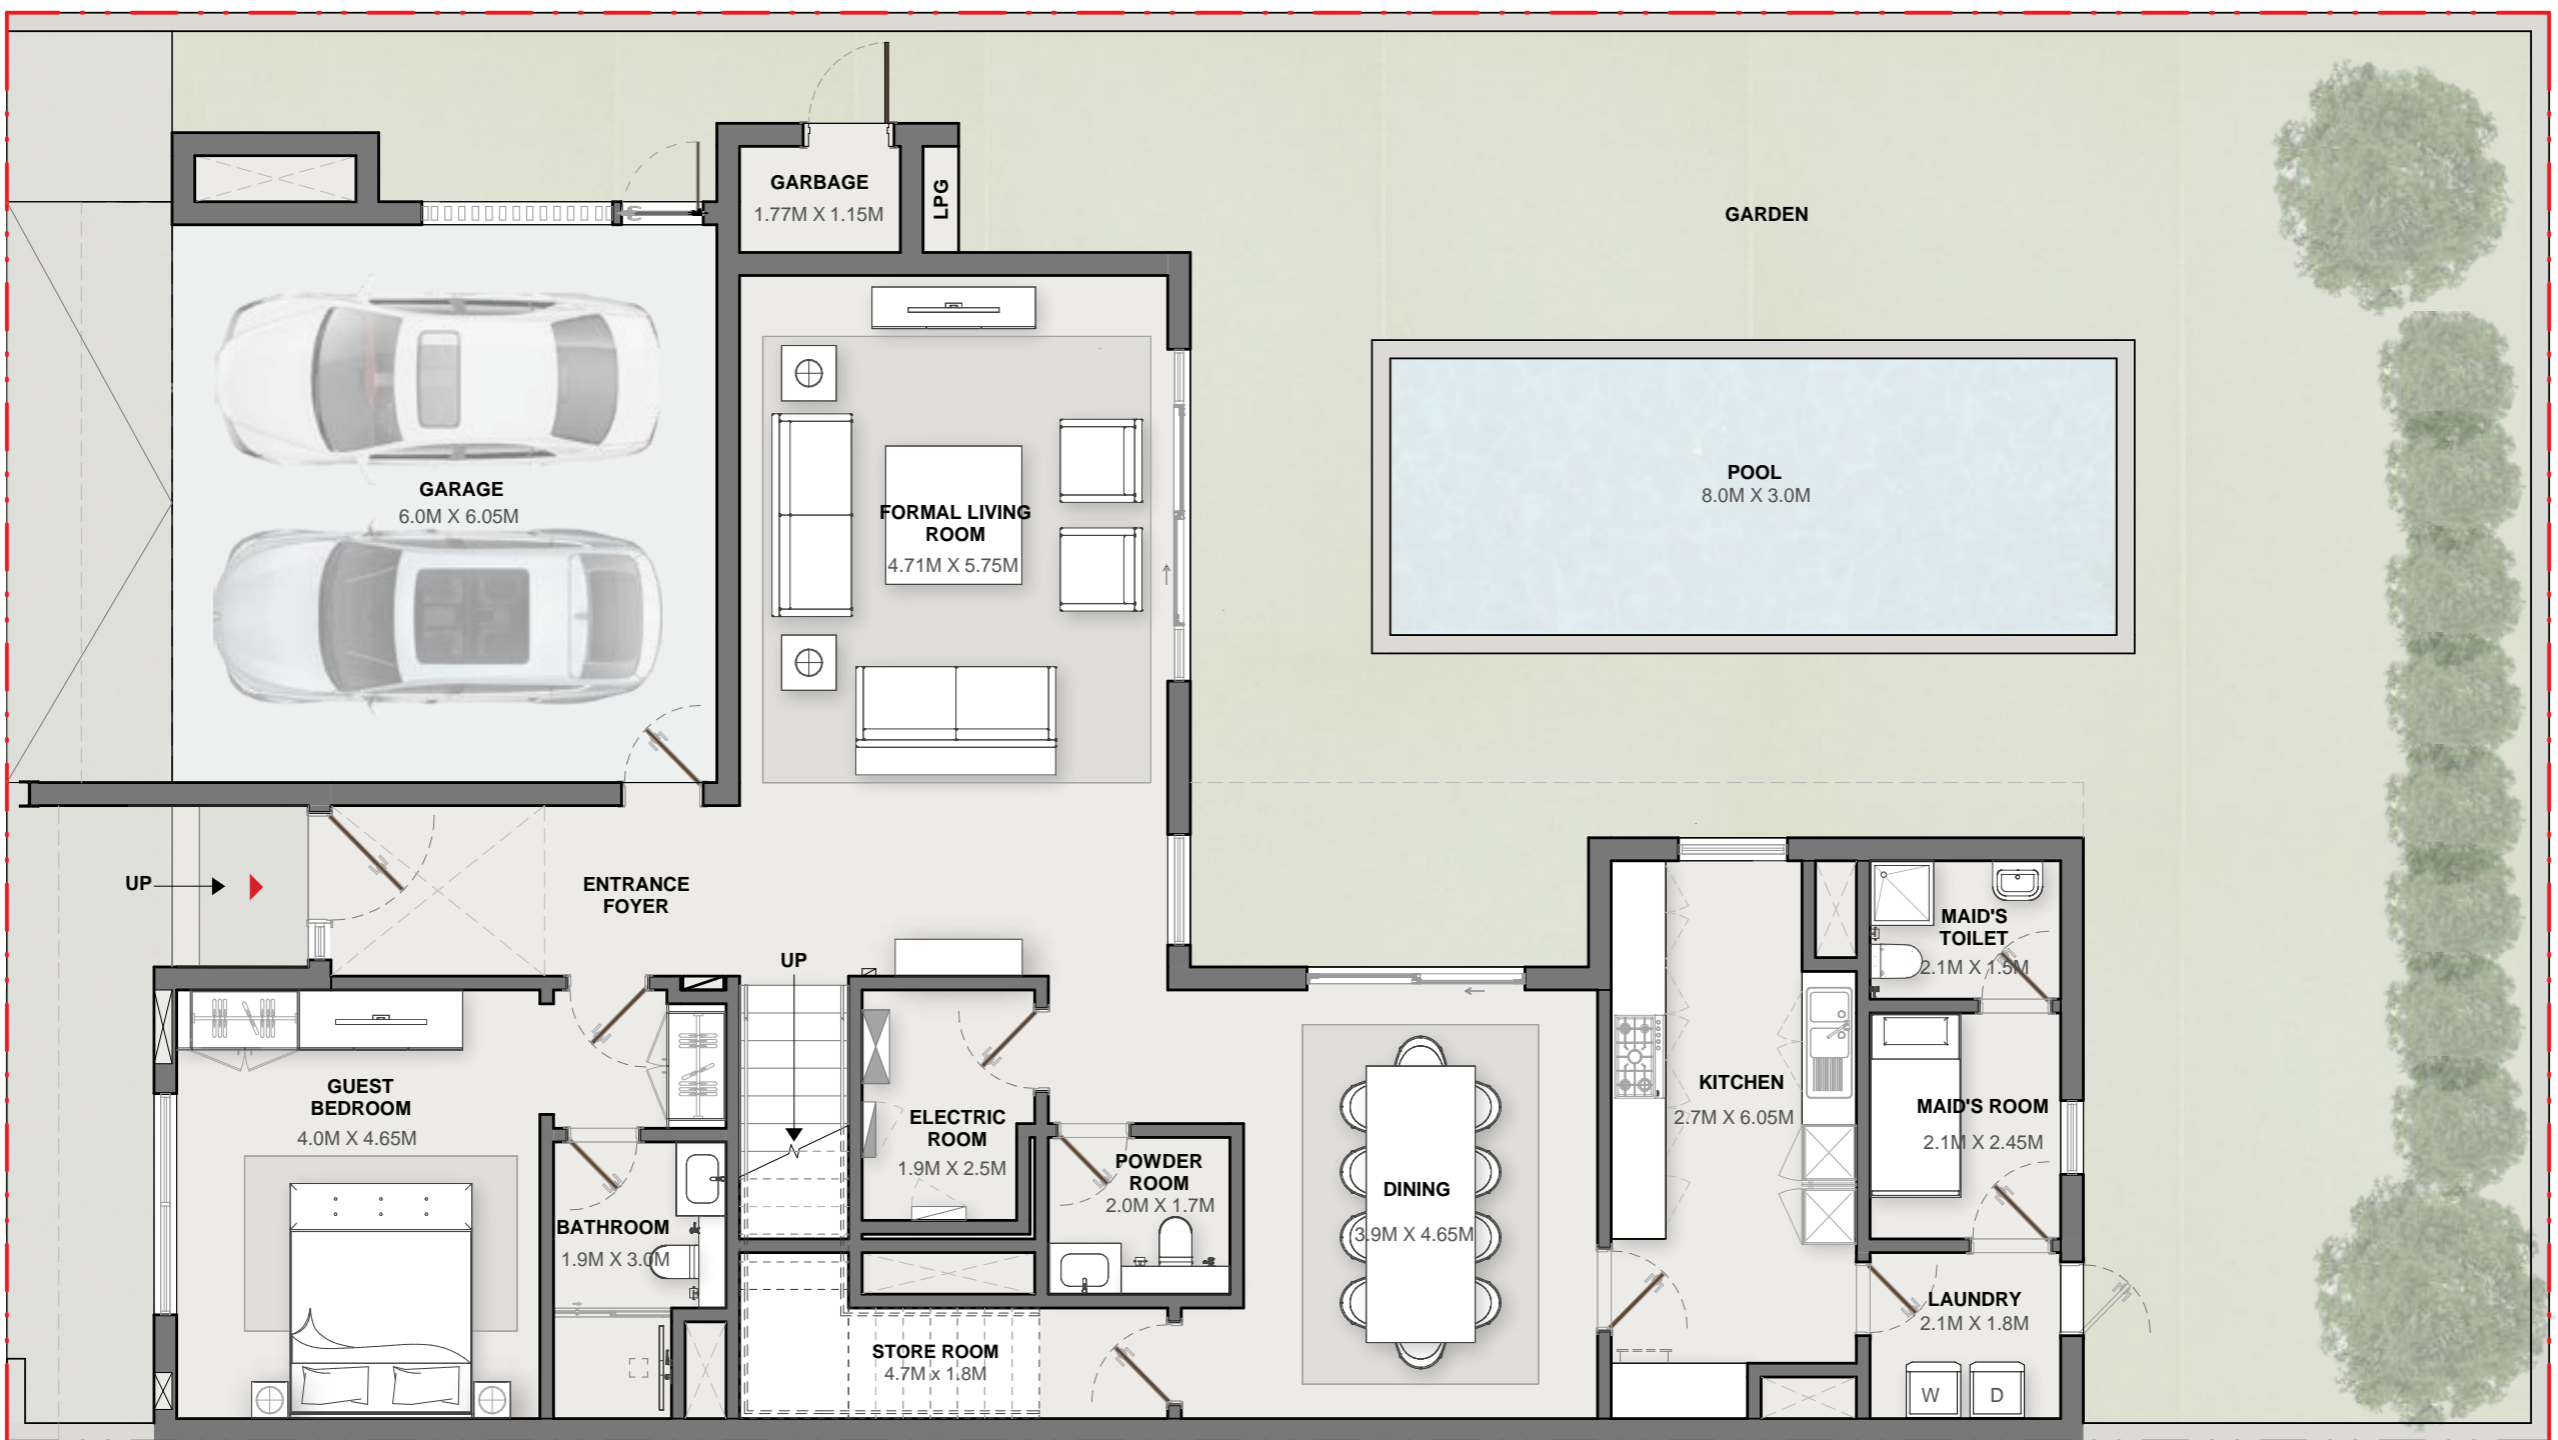 GARBAGE
1.77M X 1.15M
LPG
GARDEN
GARAGE
6.0M X 6.05M
FORMAL LIVING
ROOM
4.71M X 5.75M
POOL
8.0M X 3.0M
UP
ENTRANCE
FOYER
UP
MAID'S
TOILET
2.1M X 1.5M
GUEST
BEDROOM
4.0M X 4.65M
ELECTRIC
ROOM
1.9M X 2.5M
KITCHEN
2.7M X 6.05M
MAID'S ROOM
2.1M X 2.45M
POWDER
ROOM
2.0M X 1.7M
DINING
3.9M X 4.65M
BATHROOM
1.9M X 3.0M
LAUNDRY
2.1M X 1.8M
STORE ROOM
4.7M x 1.8M
W
D